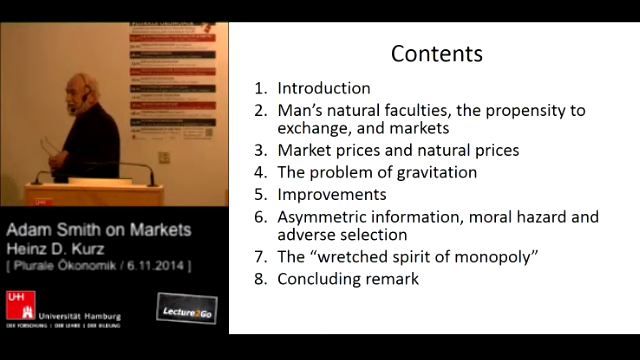 Contents
1. Introduction
2. Man's natural faculties, the propensity to
exchange, and markets
3. Market prices and natural prices
4. The problem of gravitation
5. Improvements
6. Asymmetric information, moral hazard and
adverse selection
7. The “wretched spirit of monopoly”
8. Concluding remark
Adam Smith on Markets
Heinz D. Kurz
[ Plurale Ökonomik / 6.11.2014 ]
UH
Universität Hamburg
DER FORSCHUNG | DER LEHRE | DER BILDUNG
Lecture2Go